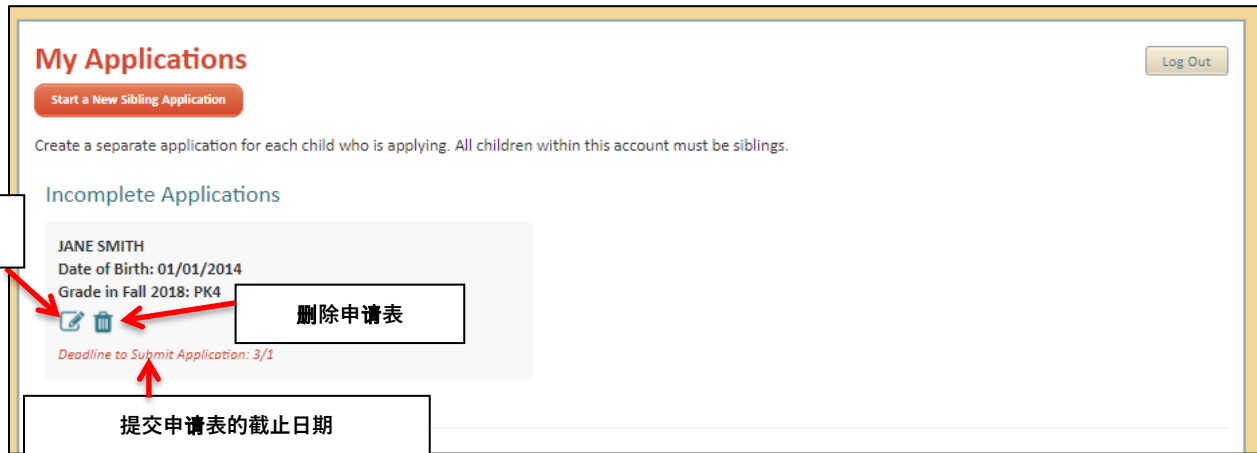 My Applications
Log Out
Start a New Sibling Application
Create a separate application for each child who is applying. All children within this account must be siblings.
Incomplete Applications
JANE SMITH
Date of Birth: 01/01/2014
Grade in Fall 2018: PK4
删除申请表
Deadline to Submit Application: 3/1
提交申请表的截止日期